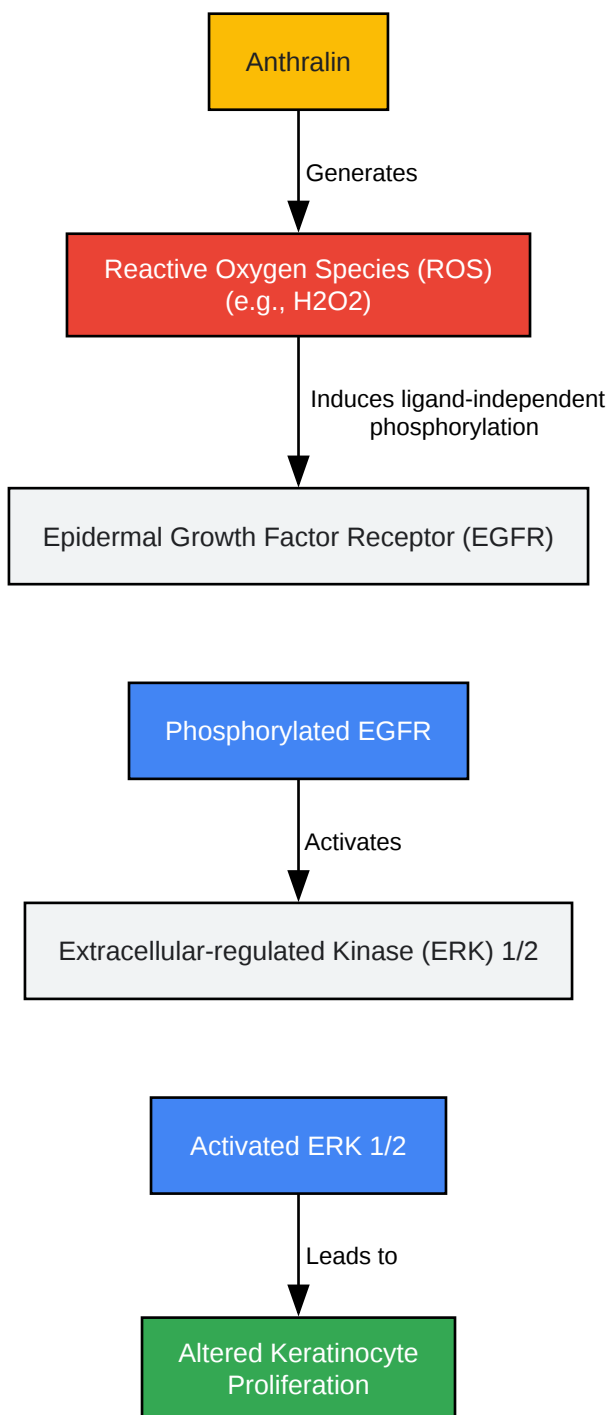 Anthralin
Generates
Reactive Oxygen Species (ROS)
(e.g., H2O2)
Induces ligand-independent
phosphorylation
Epidermal Growth Factor Receptor (EGFR)
Phosphorylated EGFR
Activates
Extracellular-regulated Kinase (ERK) 1/2
Activated ERK 1/2
Leads to
Altered Keratinocyte
Proliferation